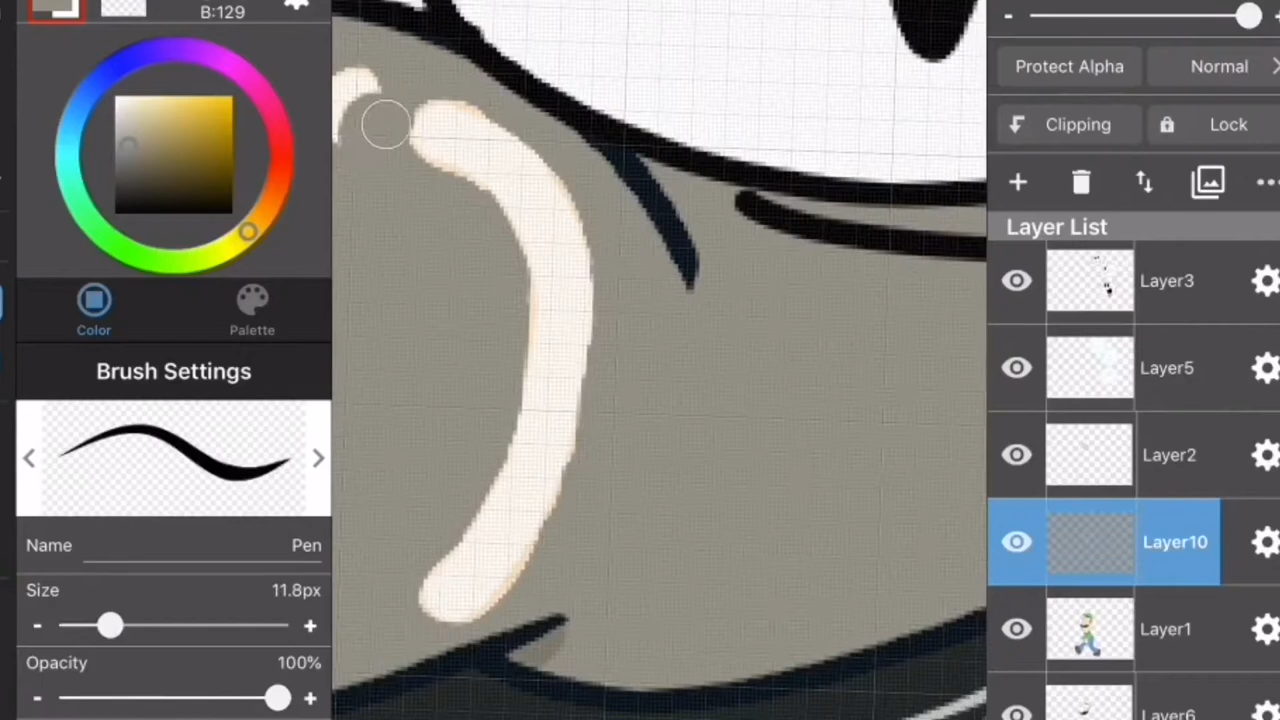 B:129
Color
Palette
Brush Settings
Name
Pen
Size
11.8px
-
+
Opacity
100%
-
+
-
Protect Alpha
Normal
Clipping
Lock
Layer List
Layer3
Layer5
Layer2
Layer10
Layer1
Layer6